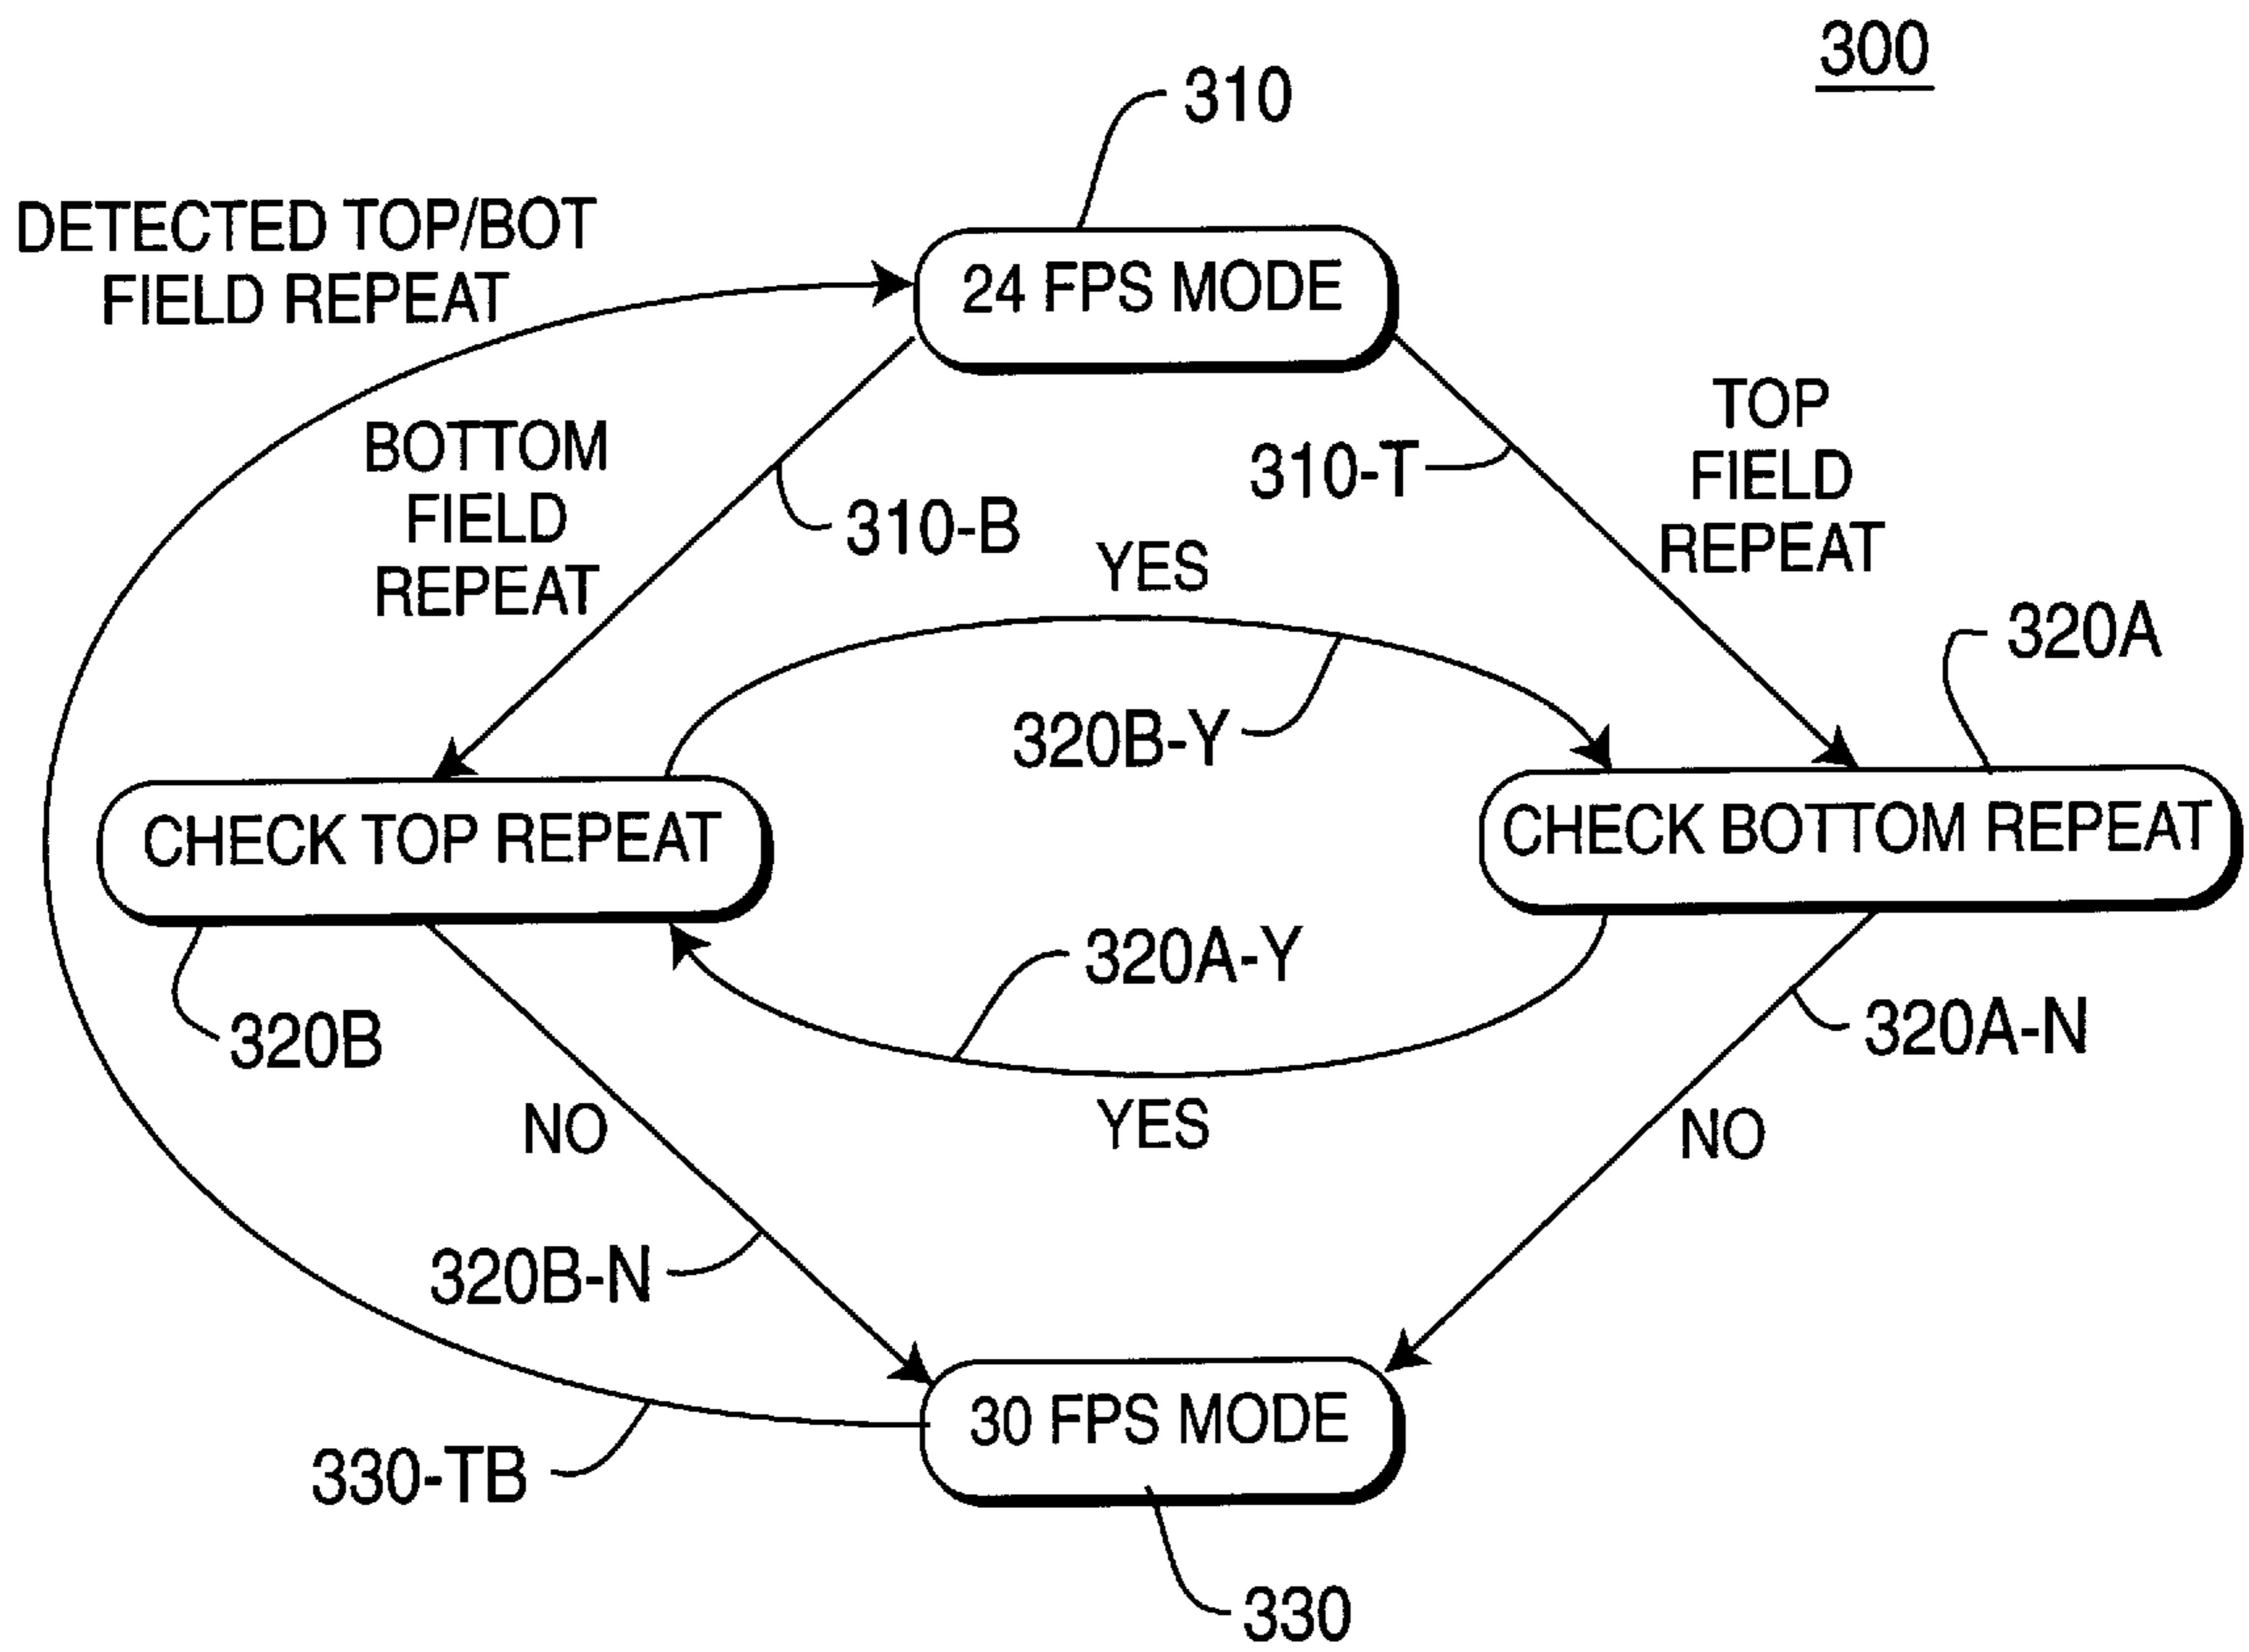 300
310
DETECTED TOP/BOT
FIELD REPEAT
24 FPS MODE
BOTTOM
FIELD
REPEAT
310-B
310-T
TOP
FIELD
REPEAT
YES
320B-Y
320A
CHECK TOP REPEAT
CHECK BOTTOM REPEAT
320B
320A-Y
320A-N
YES
NO
NO
320B-N
30 FPS MODE
330-TB
330